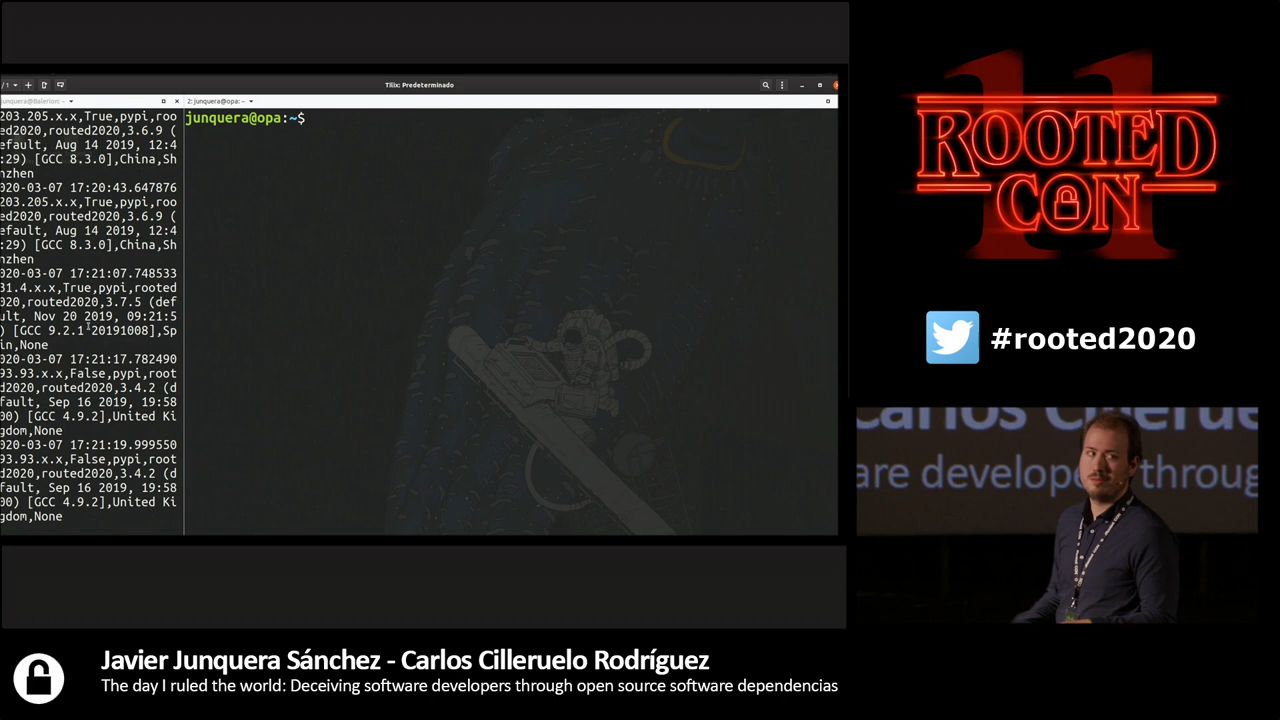 /1
Tilix: Predeterminado
junquera@Balerion: ~
2: junquera@opa: ~
203.205.x.x,True,pypi,roo
ed2020,routed2020,3.6.9 (
efault, Aug 14 2019, 12:4
:29) [GCC 8.3.0],China,Sh
nzhen
020-03-07 17:20:43.647876
203.205.x.x,True,pypi,roo
ed2020,routed2020,3.6.9 (
efault, Aug 14 2019, 12:4
:29) [GCC 8.3.0],China,Sh
nzhen
020-03-07 17:21:07.748533
31.4.x.x,True,pypi,rooted
020,routed2020,3.7.5 (def
ult, Nov 20 2019, 09:21:5
) [GCC 9.2.1 20191008],Sp
in,None
020-03-07 17:21:17.782490
93.93.x.x,False,pypi,root
d2020,routed2020,3.4.2 (d
fault, Sep 16 2019, 19:58
00) [GCC 4.9.2],United Ki
gdom,None
020-03-07 17:21:19.999550
93.93.x.x,False,pypi,root
d2020,routed2020,3.4.2 (d
fault, Sep 16 2019, 19:58
00) [GCC 4.9.2],United Ki
gdom,None
junquera@opa:~$
11
ROOTED
CON
#rooted2020
Carlos Cillerue
are develope throug
Javier Junquera Sánchez - Carlos Cilleruelo Rodríguez
The day I ruled the world: Deceiving software developers through open source software dependencias